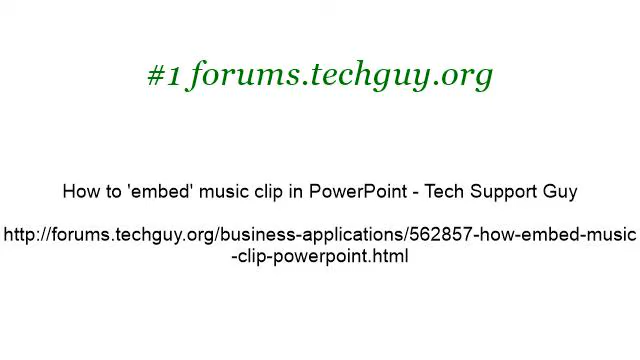 #1 forums.techguy.org
How to 'embed' music clip in PowerPoint - Tech Support Guy
http://forums.techguy.org/business-applications/562857-how-embed-music
-clip-powerpoint.html